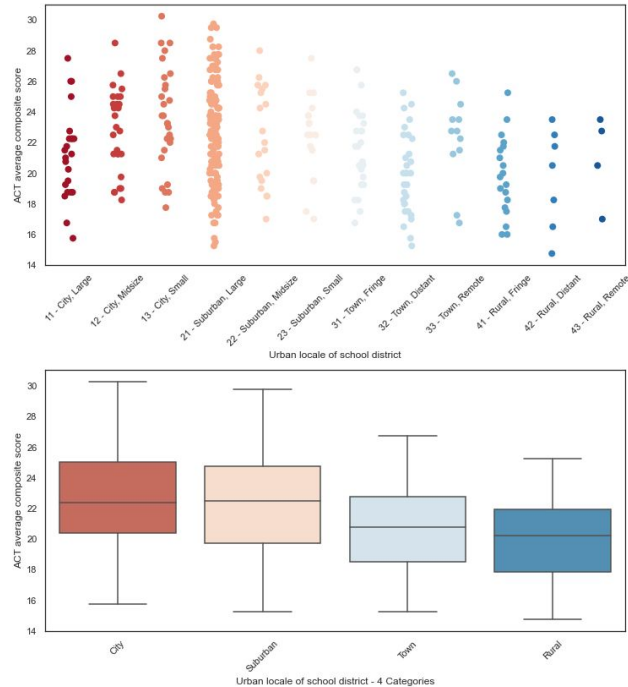 30
28
26
24
22
20
18
16
14
ACT average composite score
11 - City, Large
12 - City, Midsize
13 - City, Small
21 - Suburban, Large
22 - Suburban, Midsize
23 - Suburban, Small
31 - Town, Fringe
32 - Town, Distant
33 - Town, Remote
41 - Rural, Fringe
42 - Rural, Distant
43 - Rural, Remote
Urban locale of school district
30
28
26
24
22
20
18
16
14
ACT average composite score
City
Suburban
Town
Rural
Urban locale of school district - 4 Categories